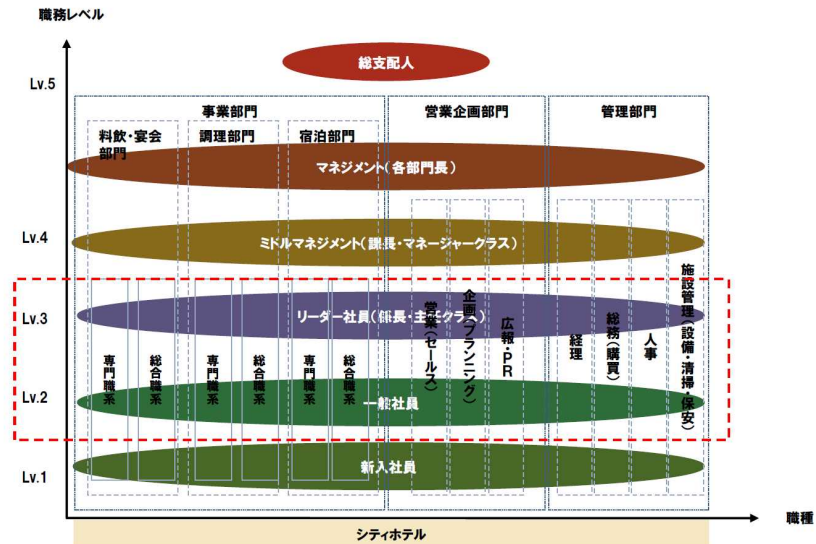 職務レベル
総支配人
Lv.5
事業部門
営業企画部門
管理部門
料飲・宴会
部門
調理部門
宿泊部門
マネジメント(各部門長)
Lv.4
ミドルマネジメント(課長・マネージャークラス)
Lv.3
リーダー社員(係長・主任クラス)
専門職系
総合職系
専門職系
総合職系
専門職系
総合職系
営業(セールス)
企画(プランニング)
広報・PR
経理
総務(購買)
人事
施設管理(設備・清掃・保安)
Lv.2
一般社員
Lv.1
新入社員
職種
シティホテル